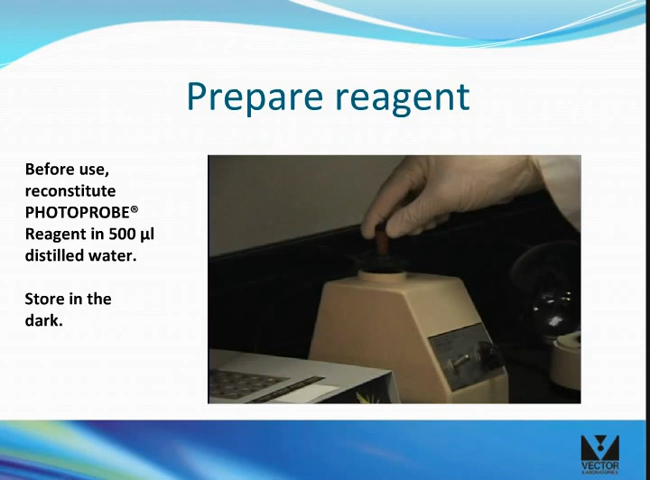 Prepare reagent
Before use,
reconstitute
PHOTOPROBE®
Reagent in 500 µl
distilled water.
Store in the
dark.
VECTOR
LABORATORIES